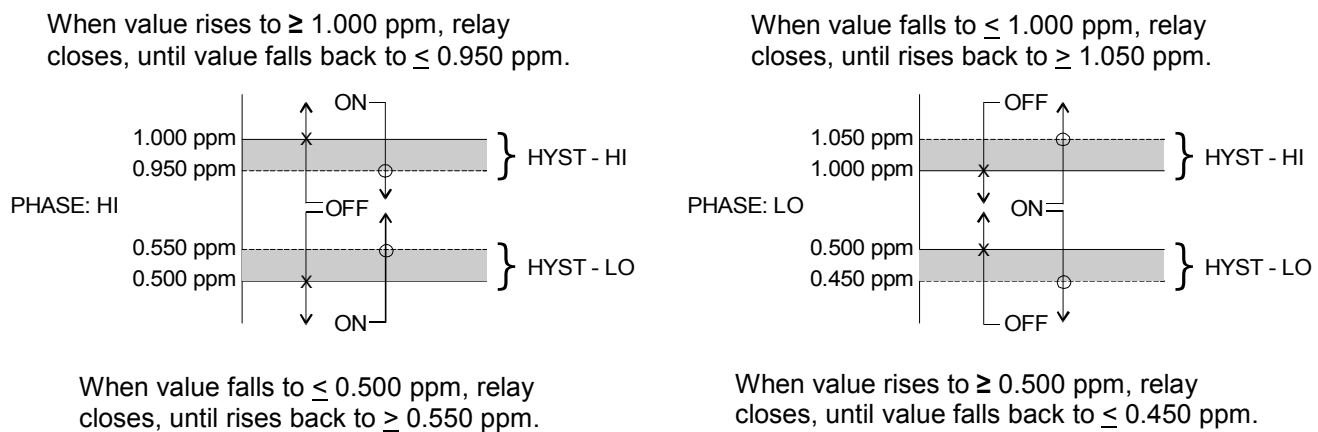 When value rises to ≥ 1.000 ppm, relay
closes, until value falls back to ≤ 0.950 ppm.
ON
1.000 ppm
0.950 ppm
HYST - HI
PHASE: HI
OFF
0.550 ppm
0.500 ppm
HYST - LO
ON
When value falls to ≤ 0.500 ppm, relay
closes, until rises back to ≥ 0.550 ppm.
When value falls to ≤ 1.000 ppm, relay
closes, until rises back to ≥ 1.050 ppm.
OFF
1.050 ppm
1.000 ppm
HYST - HI
PHASE: LO
ON
0.500 ppm
0.450 ppm
HYST - LO
OFF
When value rises to ≥ 0.500 ppm, relay
closes, until value falls back to ≤ 0.450 ppm.